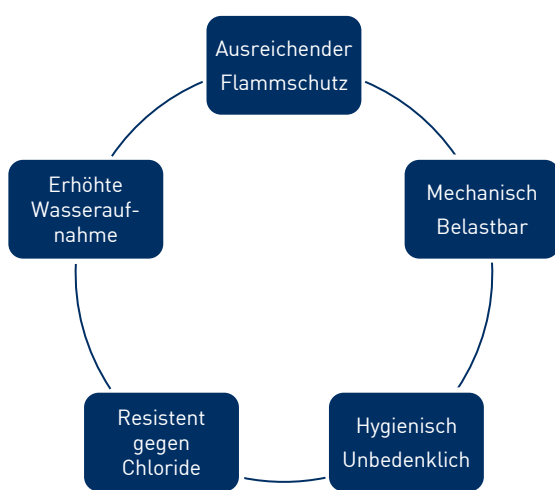 Ausreichender
Flammschutz
Mechanisch
Belastbar
Hygienisch
Unbedenklich
Resistent
gegen
Chloride
Erhöhte
Wasserauf-
nahme